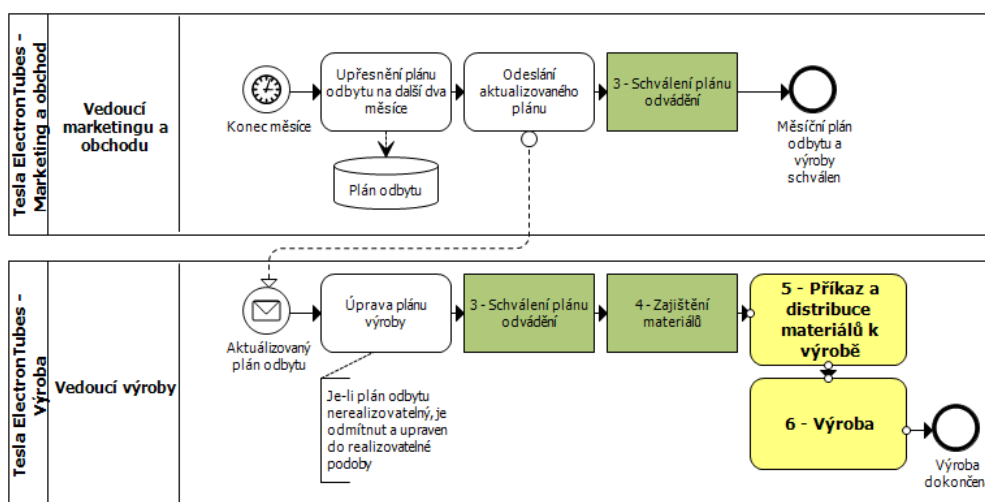 Tesla ElectronTubes -
Marketing a obchod
Vedoucí
marketingu a
obchodu
Konec měsíce
Upřesnění plánu
odbytu na další dva
měsíce
Plán odbytu
Odeslání
aktualizovaného
plánu
3 - Schválení plánu
odvádění
Měsíční plán
odbytu a
výroby
schválen
Tesla ElectronTubes -
Výroba
Vedoucí výroby
Aktuálizovaný
plán odbytu
Úprava plánu
výroby
Je-li plán odbytu
nerealizovatelný, je
odmítnut a upraven
do realizovatelné
podoby
3 - Schválení plánu
odvádění
4 - Zajištění
materiálů
5 - Příkaz a
distribuce
materiálů k
výrobě
6 - Výroba
Výroba
dokončen